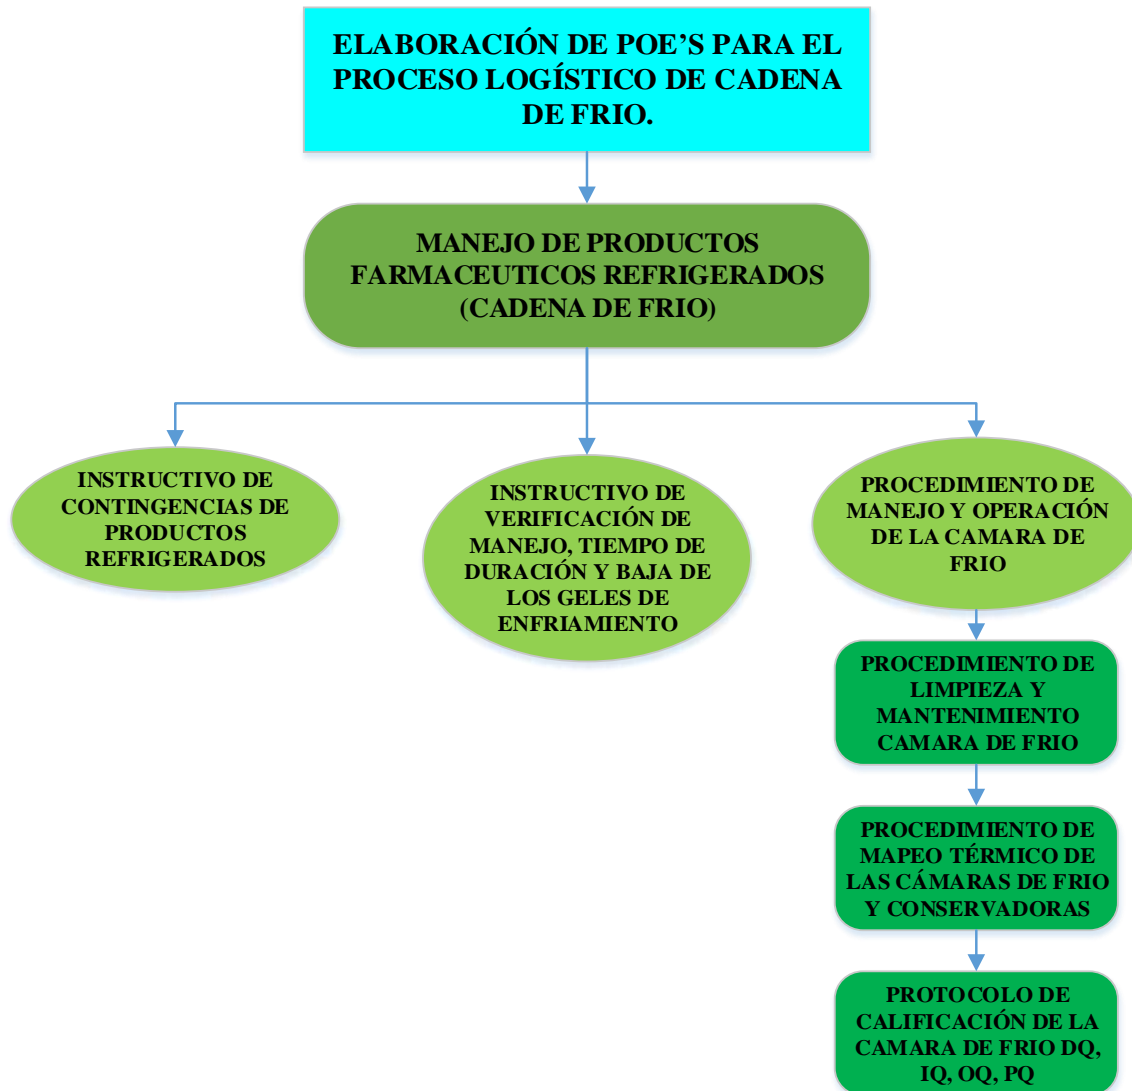 ELABORACIÓN DE POE’S PARA EL
PROCESO LOGÍSTICO DE CADENA
DE FRIO.
MANEJO DE PRODUCTOS
FARMACEUTICOS REFRIGERADOS
(CADENA DE FRIO)
INSTRUCTIVO DE
CONTINGENCIAS DE
PRODUCTOS
REFRIGERADOS
INSTRUCTIVO DE
VERIFICACIÓN DE
MANEJO, TIEMPO DE
DURACIÓN Y BAJA DE
LOS GELES DE
ENFRIAMIENTO
PROCEDIMIENTO DE
MANEJO Y OPERACIÓN
DE LA CAMARA DE
FRIO
PROCEDIMIENTO DE
LIMPIEZA Y
MANTENIMIENTO
CAMARA DE FRIO
PROCEDIMIENTO DE
MAPEO TÉRMICO DE
LAS CÁMARAS DE FRIO
Y CONSERVADORAS
PROTOCOLO DE
CALIFICACIÓN DE LA
CAMARA DE FRIO DQ,
IQ, OQ, PQ